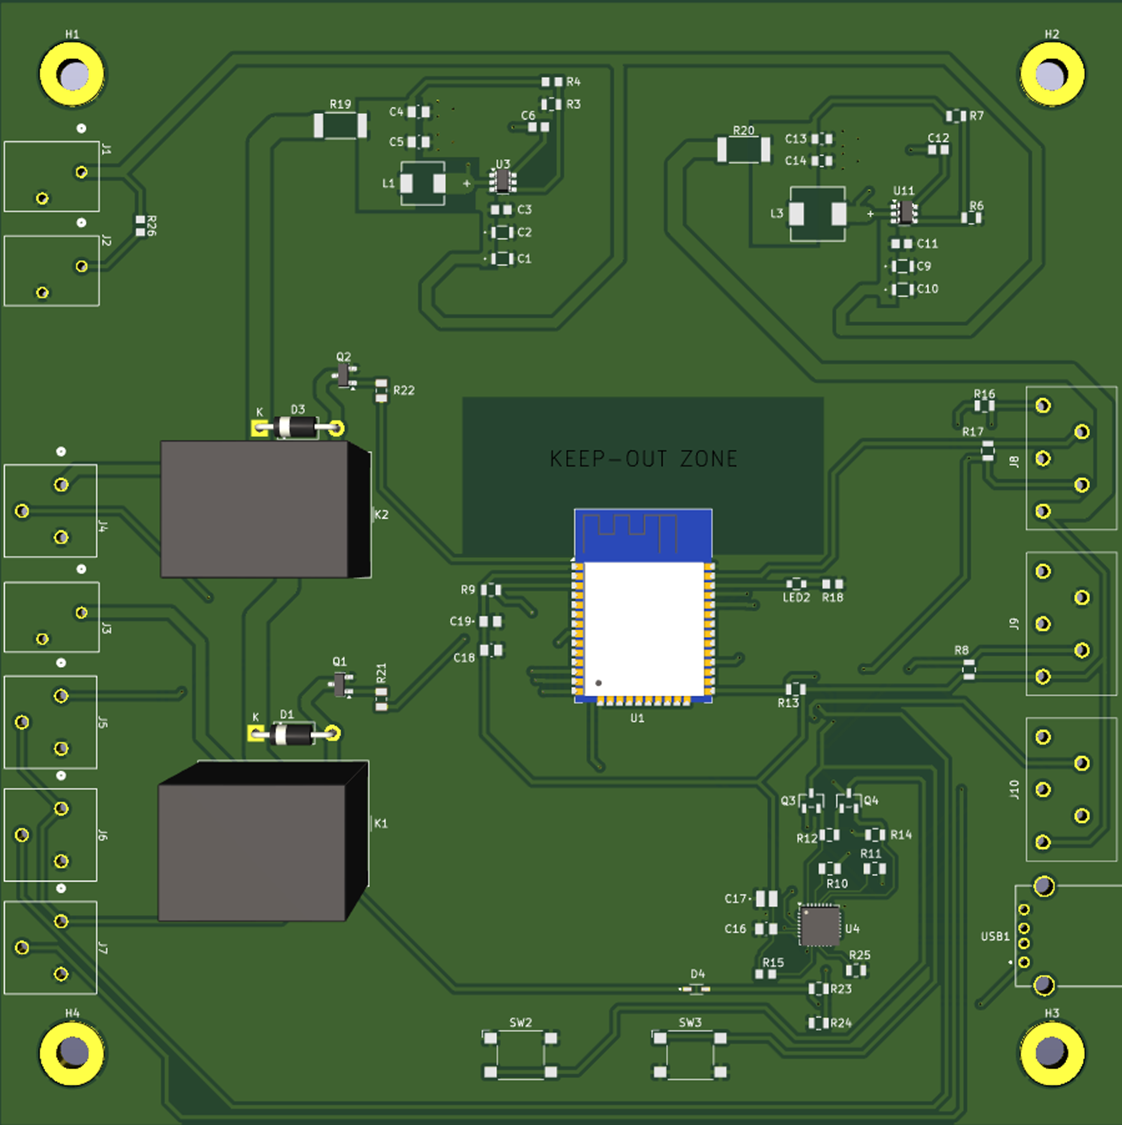 H1
H2
R4
R3
C4
R19
C6
C5
R7
C12
C13
R20
C14
J1
U3
L1
U11
C3
L3
R6
R26
J2
C2
C11
C1
C9
C10
Q2
R22
K
D3
R16
R17
KEEP-OUT ZONE
J8
K2
J4
R9
LED2
R18
C19
J3
J9
C18
R8
Q1
R21
R13
K
D1
U1
J5
J10
Q3
Q4
K1
J6
R12
R14
R11
R10
C17
C16
U4
USB1
J7
R25
R15
D4
R23
H4
H3
SW2
SW3
R24